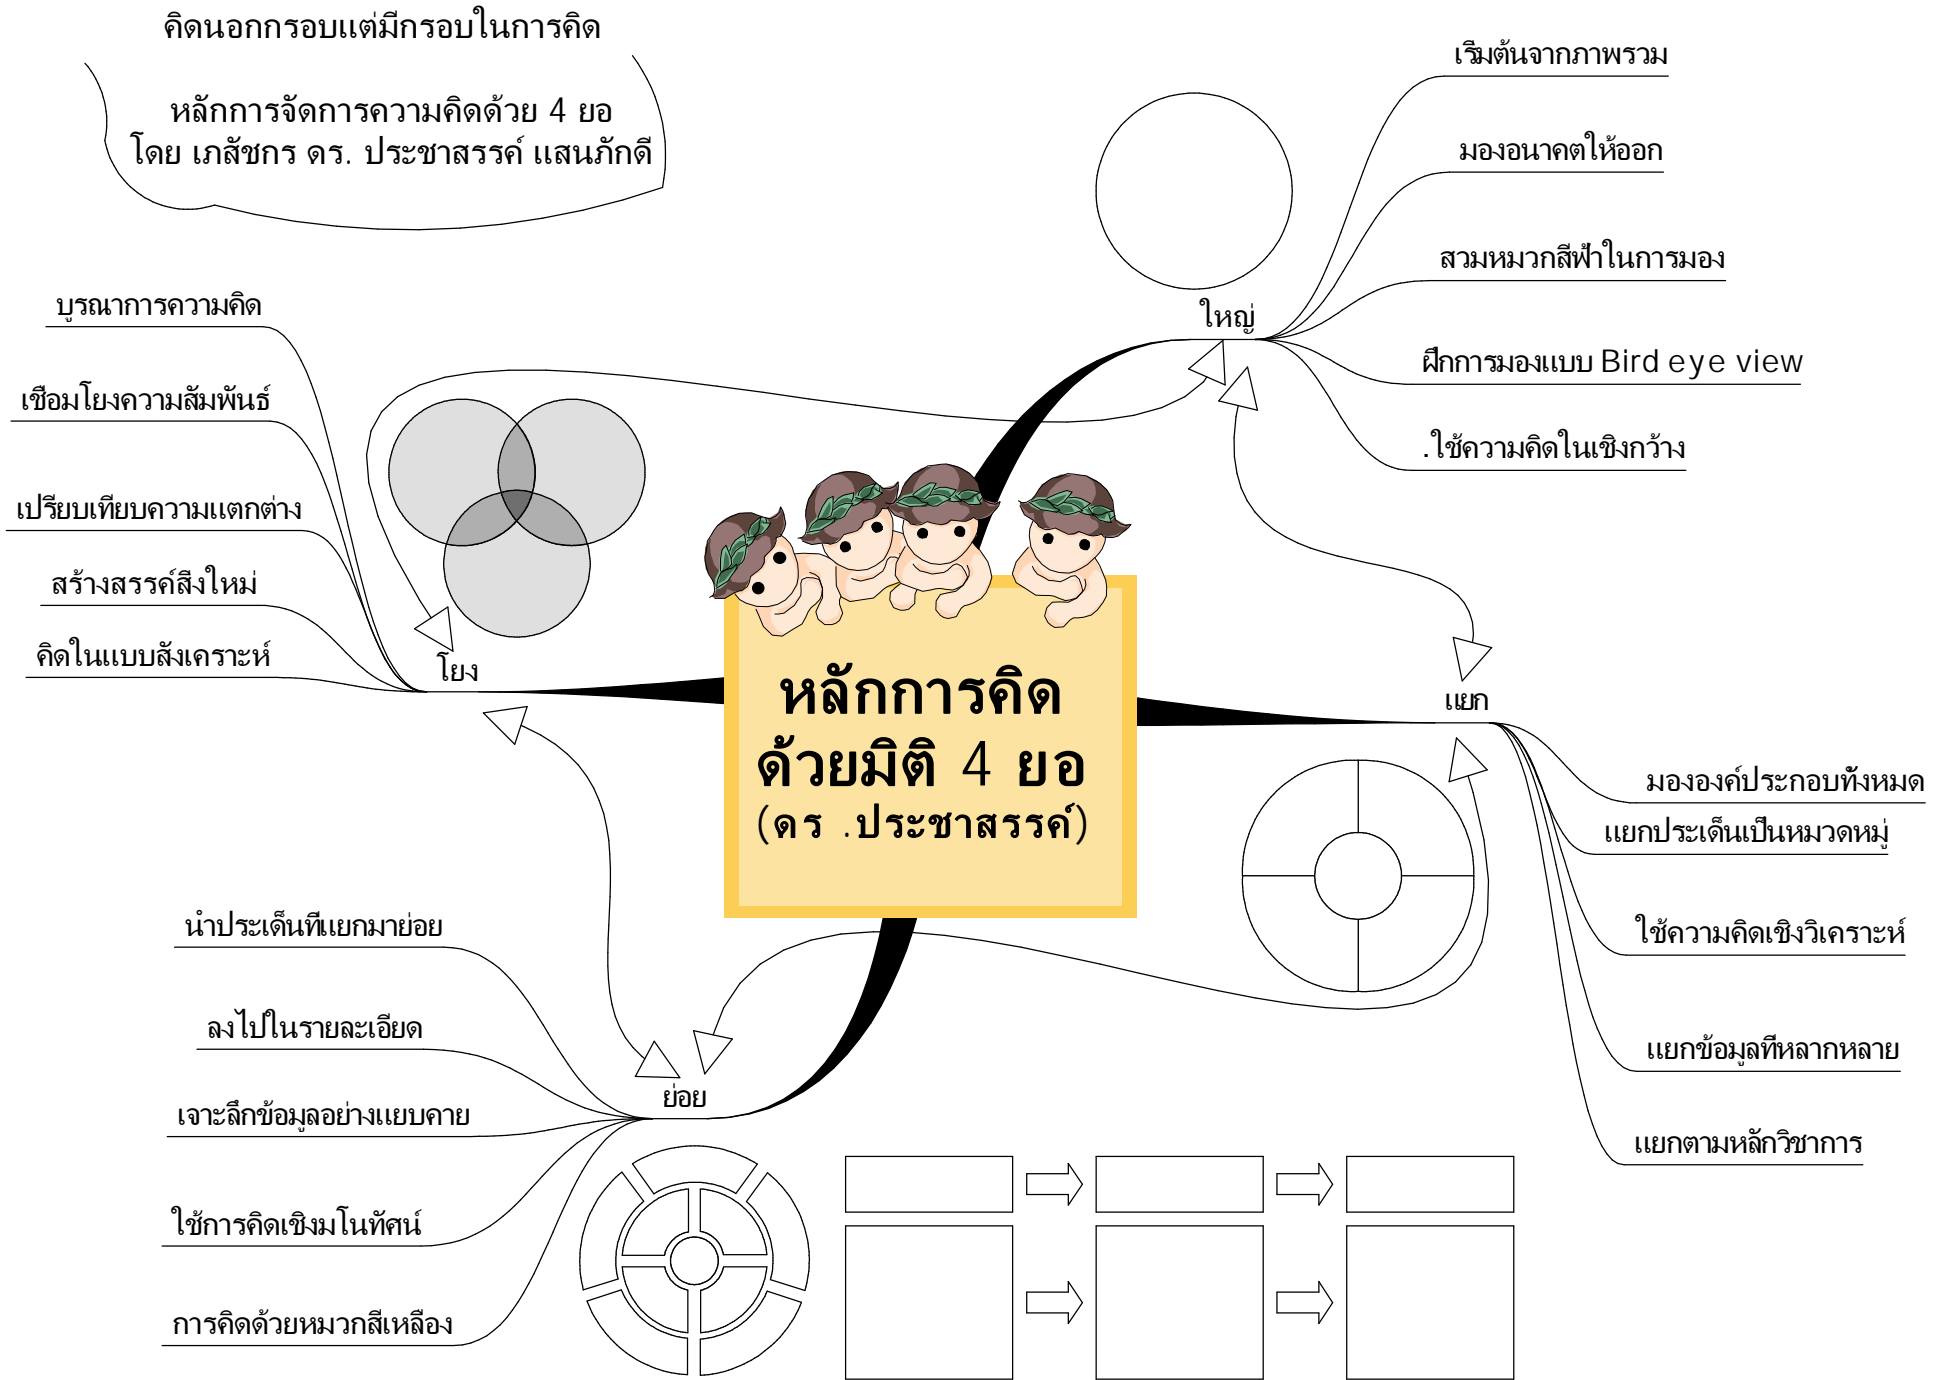 คิดนอกกรอบแต่มีกรอบในการคิด
หลักการจัดการความคิดด้วย 4 ยอ
โดย เภสัชกร ดร. ประชาสรรค์ แสนภักดี
หลักการคิด
ด้วยมิติ 4 ยอ
(ดร .ประชาสรรค์)
ใหญ่
เริ่มต้นจากภาพรวม
มองอนาคตให้ออก
สวมหมวกสีฟ้าในการมอง
ฝึกการมองแบบ Bird eye view
.ใช้ความคิดในเชิงกว้าง
แยก
มององค์ประกอบทั้งหมด
แยกประเด็นเป็นหมวดหมู่
ใช้ความคิดเชิงวิเคราะห์
แยกข้อมูลที่หลากหลาย
แยกตามหลักวิชาการ
ย่อย
นำประเด็นที่แยกมาย่อย
ลงไปในรายละเอียด
เจาะลึกข้อมูลอย่างแยบคาย
ใช้การคิดเชิงมโนทัศน์
การคิดด้วยหมวกสีเหลือง
โยง
บูรณาการความคิด
เชื่อมโยงความสัมพันธ์
เปรียบเทียบความแตกต่าง
สร้างสรรค์สิ่งใหม่
คิดในแบบสังเคราะห์